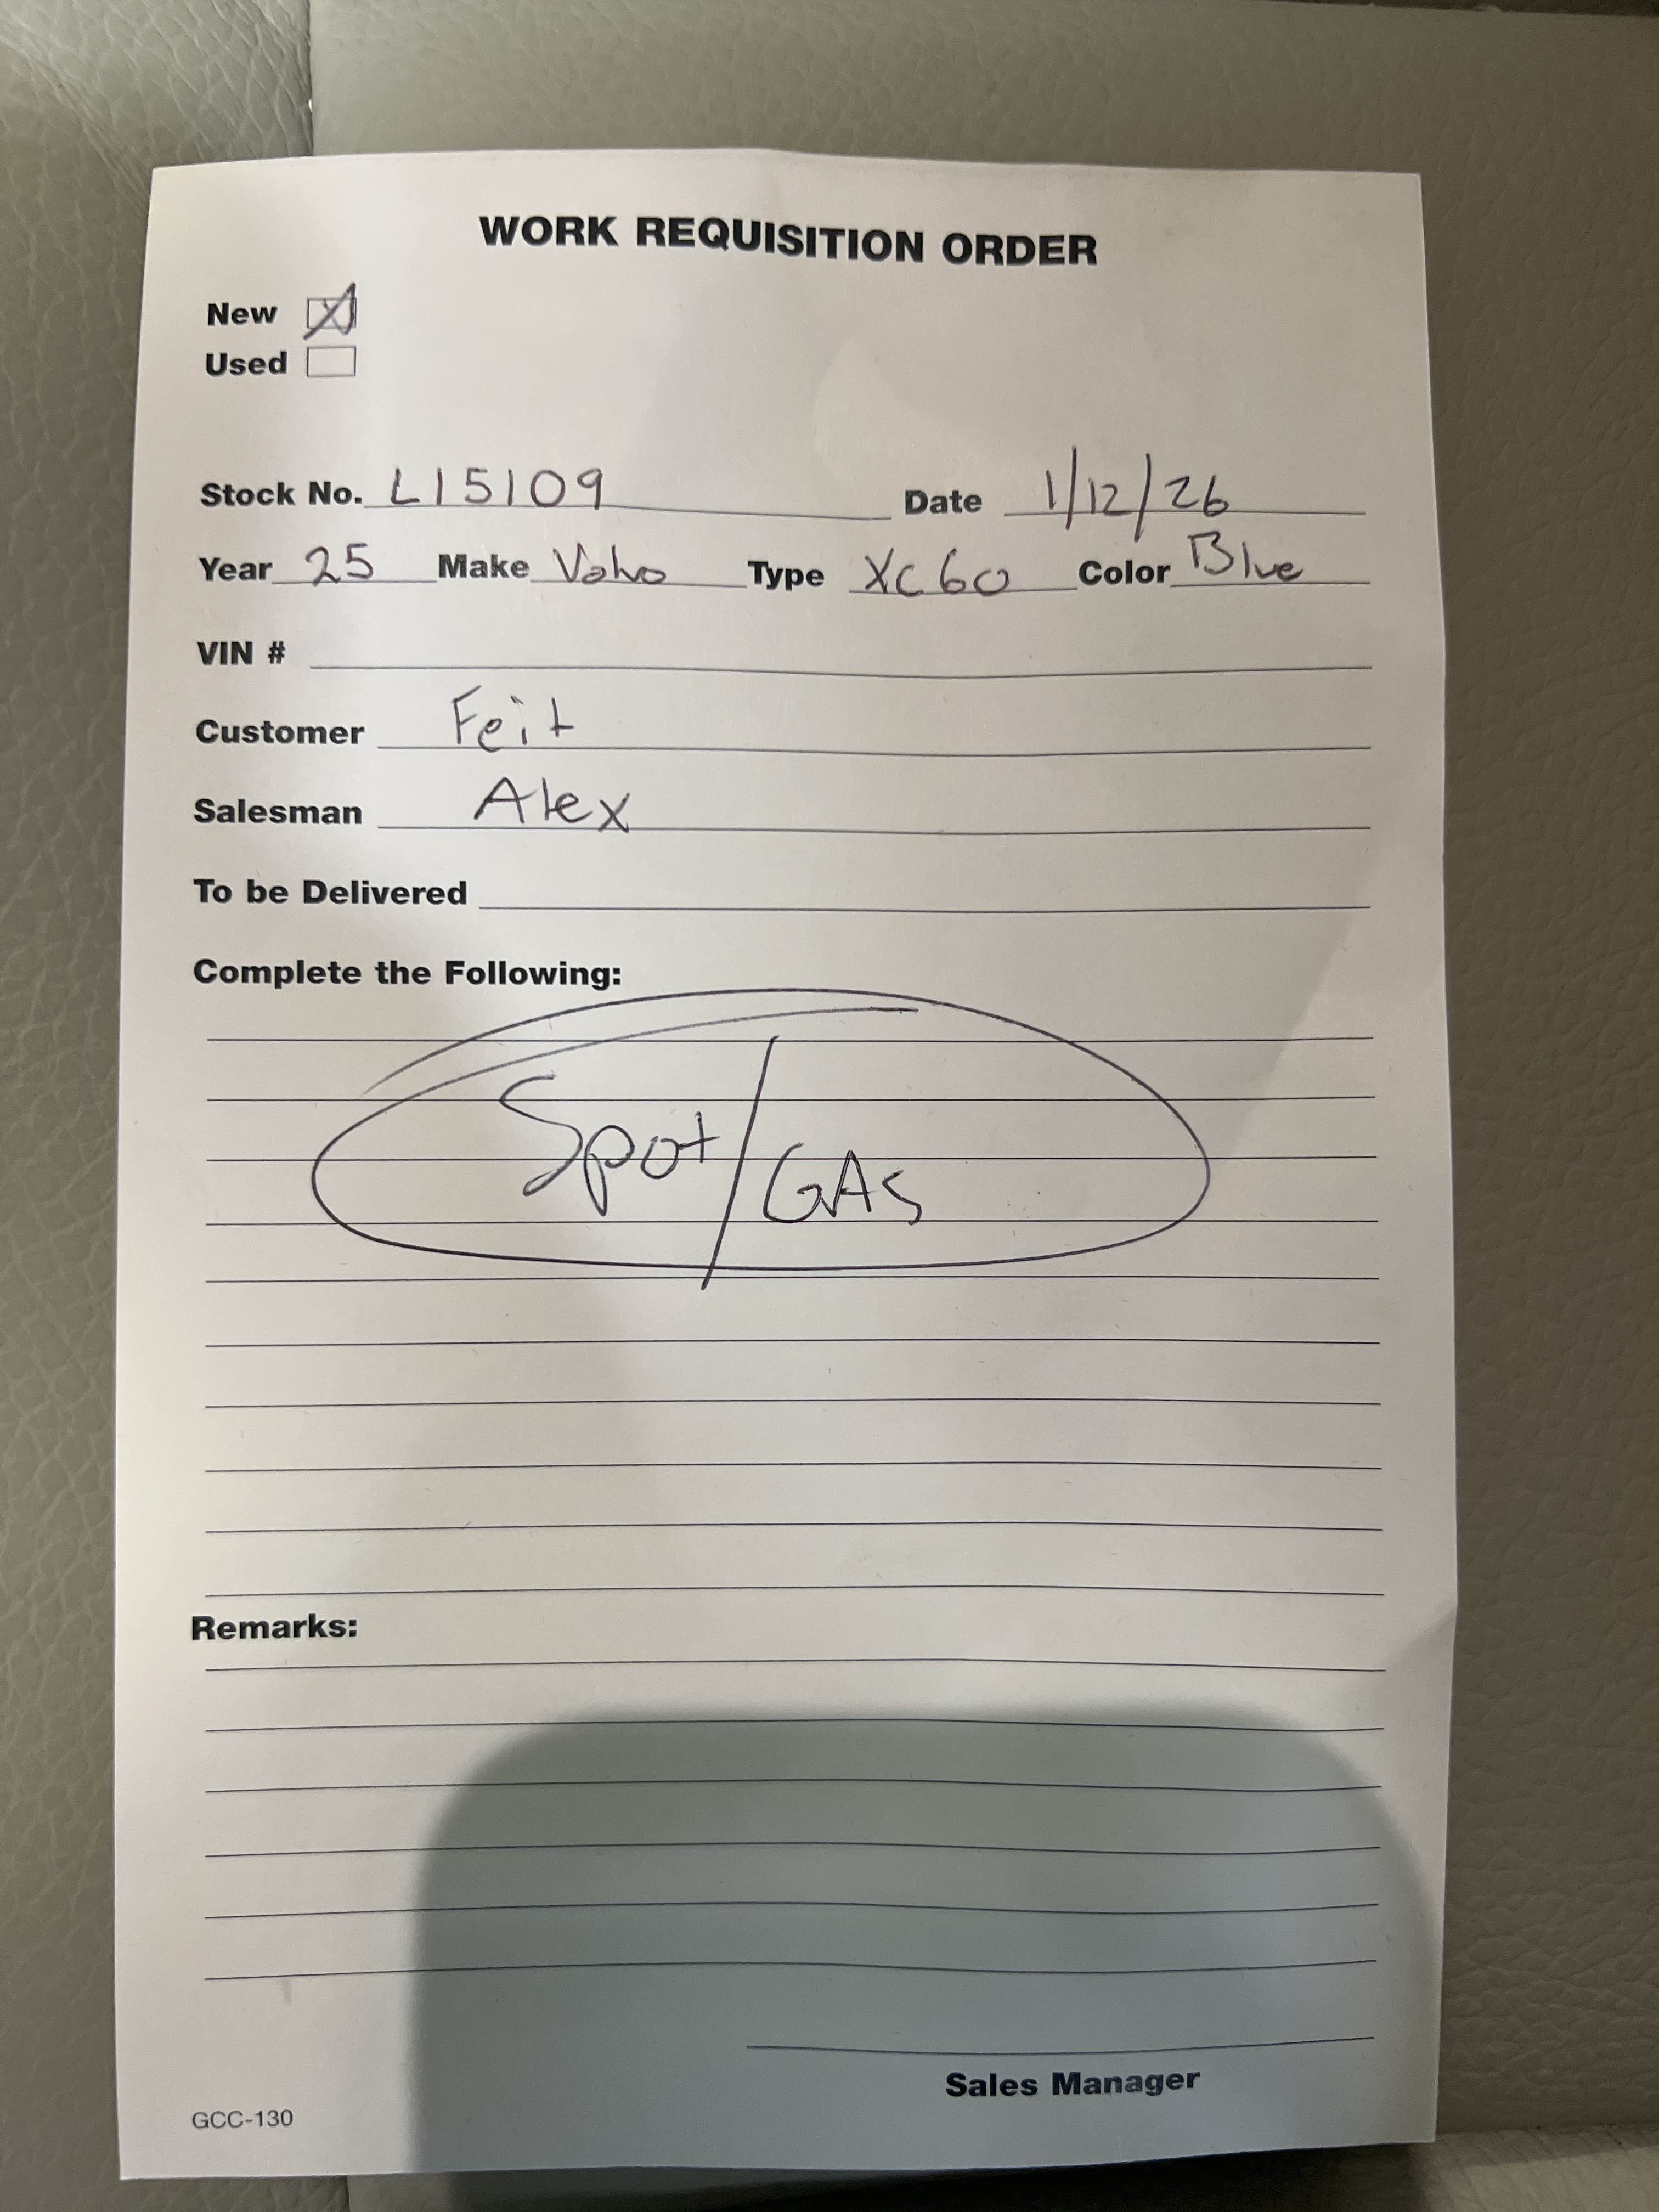 WORK REQUISITION ORDER
New X
Used
Stock No. L15109 Date 1/12/26
Year 25 Make Volvo Type XC60 Color Blue
VIN #
Customer Feit
Salesman Alex
To be Delivered
Complete the Following:
Spot/GAS
Remarks:
Sales Manager
GCC-130